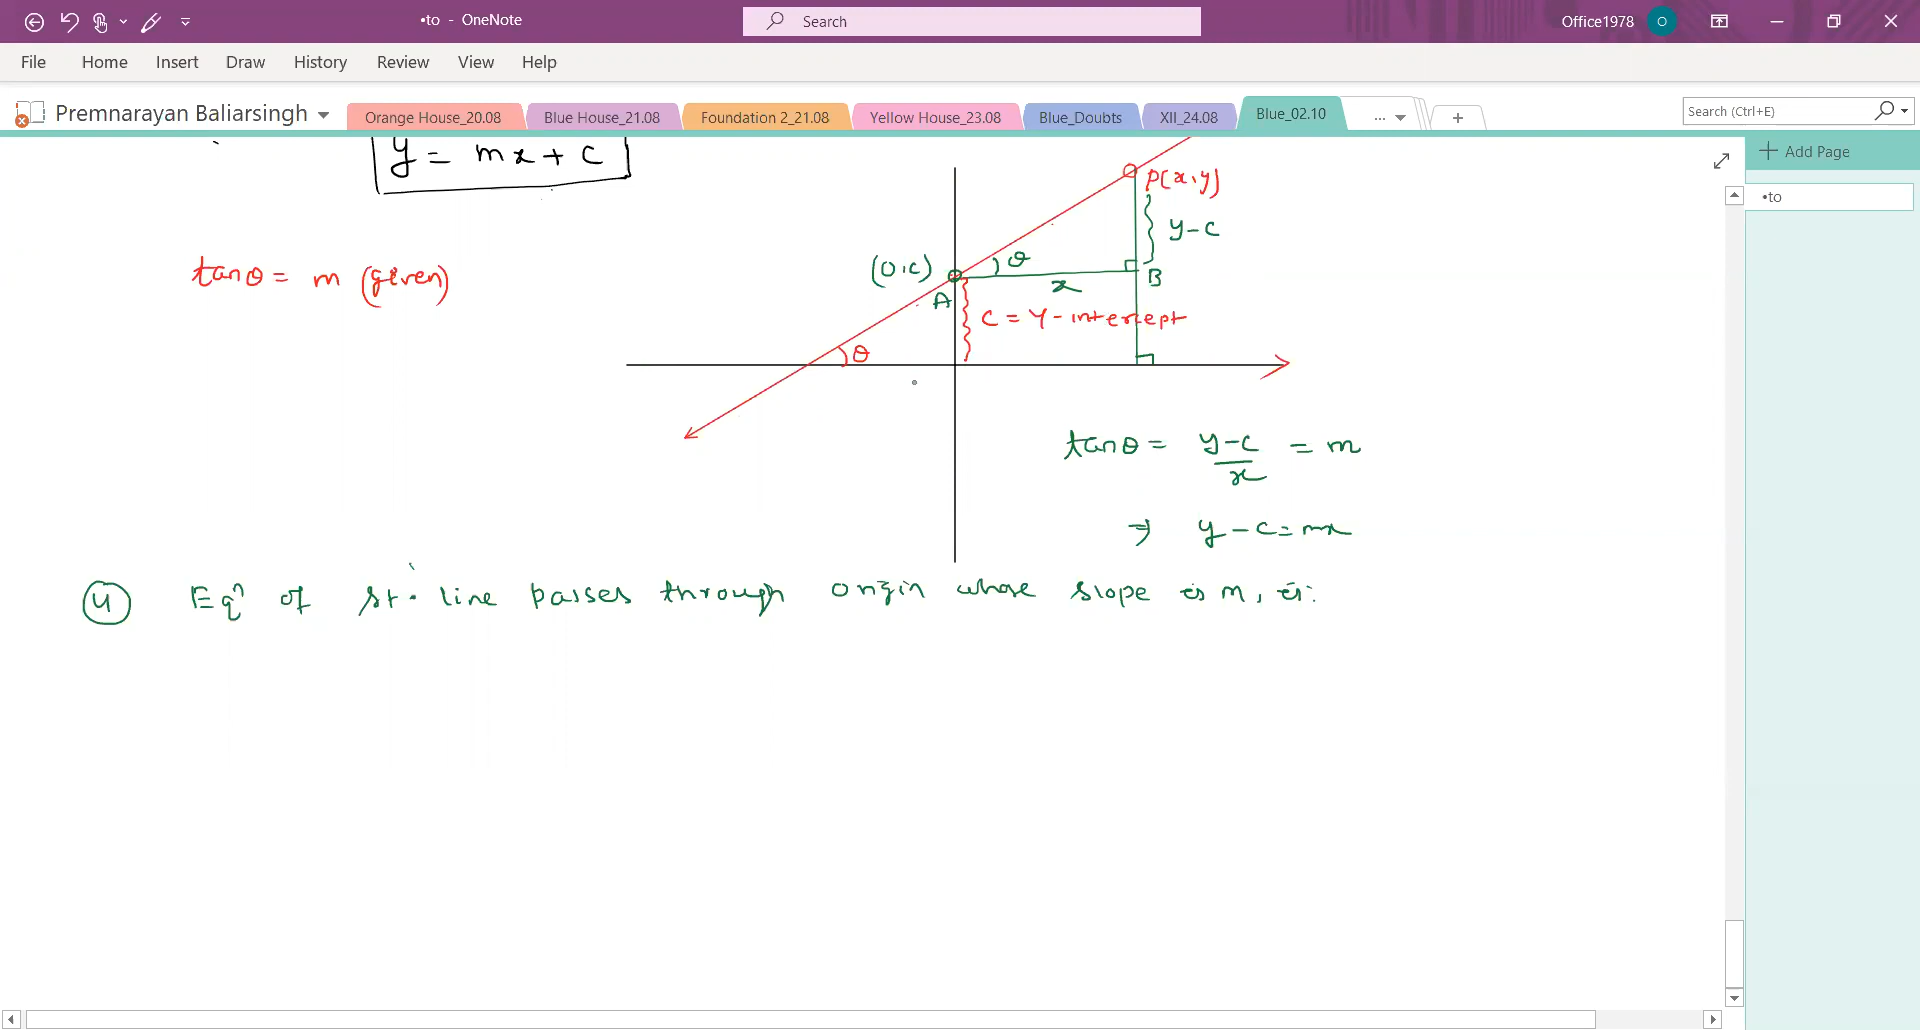 •to - OneNote
Search
Office1978
O
File Home Insert Draw History Review View Help
Premnarayan Baliarsingh
Orange House_20.08
Blue House_21.08
Foundation 2_21.08
Yellow House_23.08
Blue_Doubts
XII_24.08
Blue_02.10
...
+
Search (Ctrl+E)
+ Add Page
•to
y = mx + c
P(x,y)
y-c
tanθ = m (given)
(0,c)
θ
A
x
B
c = Y-intercept
θ
tanθ = y-c/x = m
⇒ y - c = mx
4 Eqⁿ of st. line passes through origin whose slope is m, is: